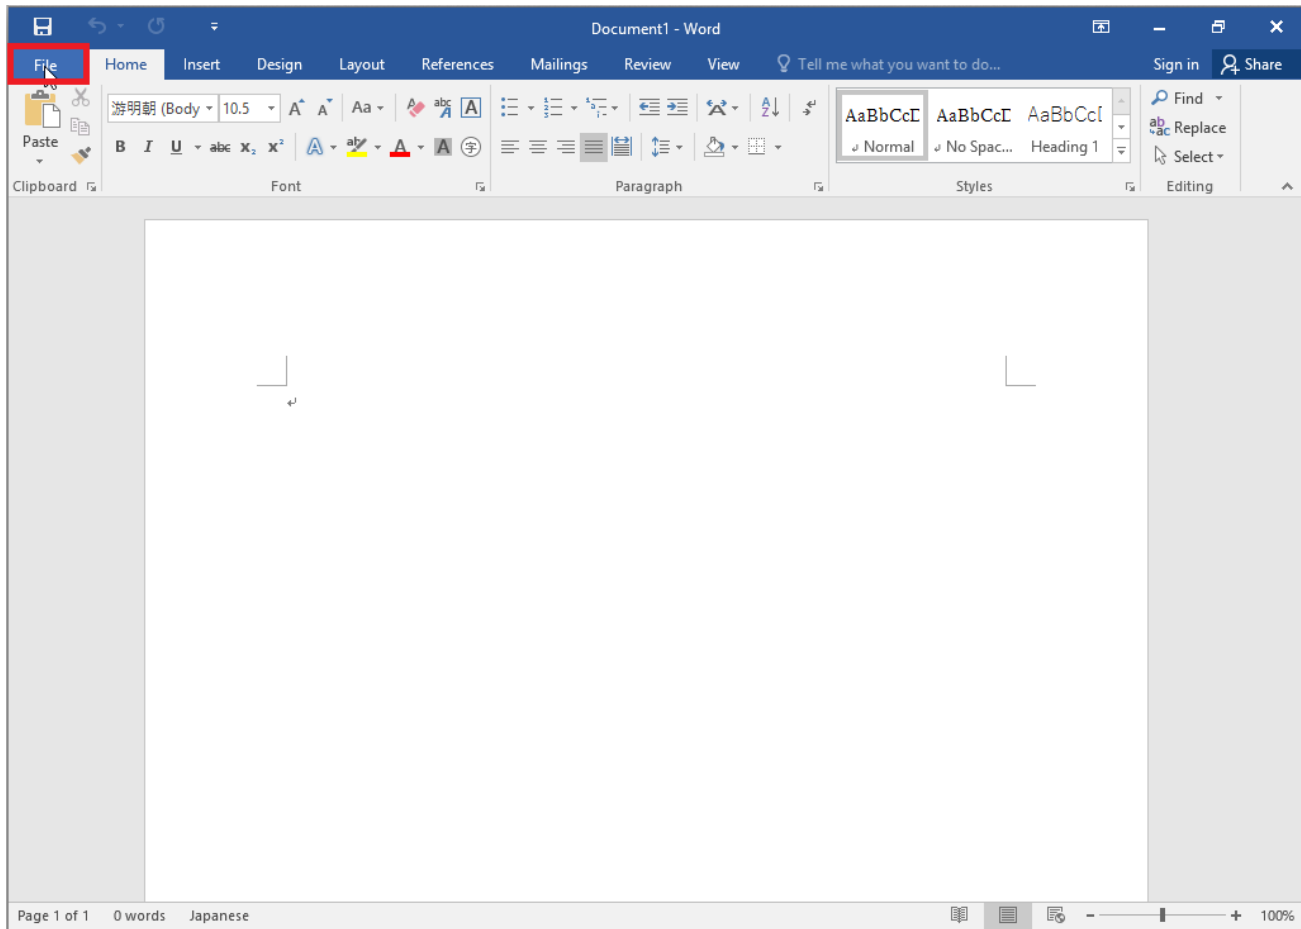 Document1 - Word
File Home Insert Design Layout References Mailings Review View Tell me what you want to do... Sign in Share
游明朝 (Body 10.5 Aa
Paste
B I U abc X₂ X² A
AaBbCcD AaBbCcD AaBbCcI
Normal No Spac... Heading 1
Find
Replace
Select
Clipboard Font Paragraph Styles Editing
Page 1 of 1 0 words Japanese 100%